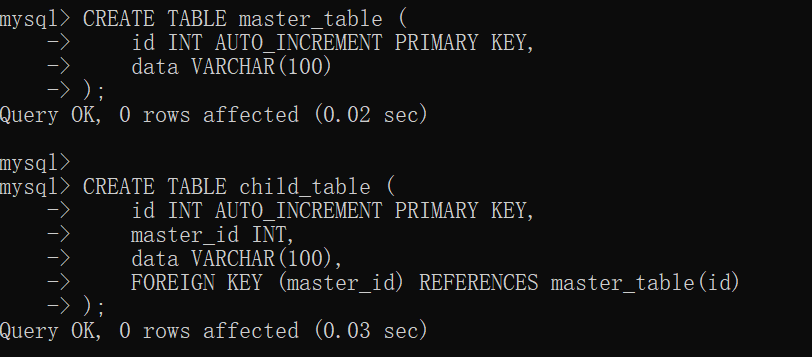 mysql> CREATE TABLE master_table (
    ->     id INT AUTO_INCREMENT PRIMARY KEY,
    ->     data VARCHAR(100)
    -> );
Query OK, 0 rows affected (0.02 sec)

mysql>
mysql> CREATE TABLE child_table (
    ->     id INT AUTO_INCREMENT PRIMARY KEY,
    ->     master_id INT,
    ->     data VARCHAR(100),
    ->     FOREIGN KEY (master_id) REFERENCES master_table(id)
    -> );
Query OK, 0 rows affected (0.03 sec)